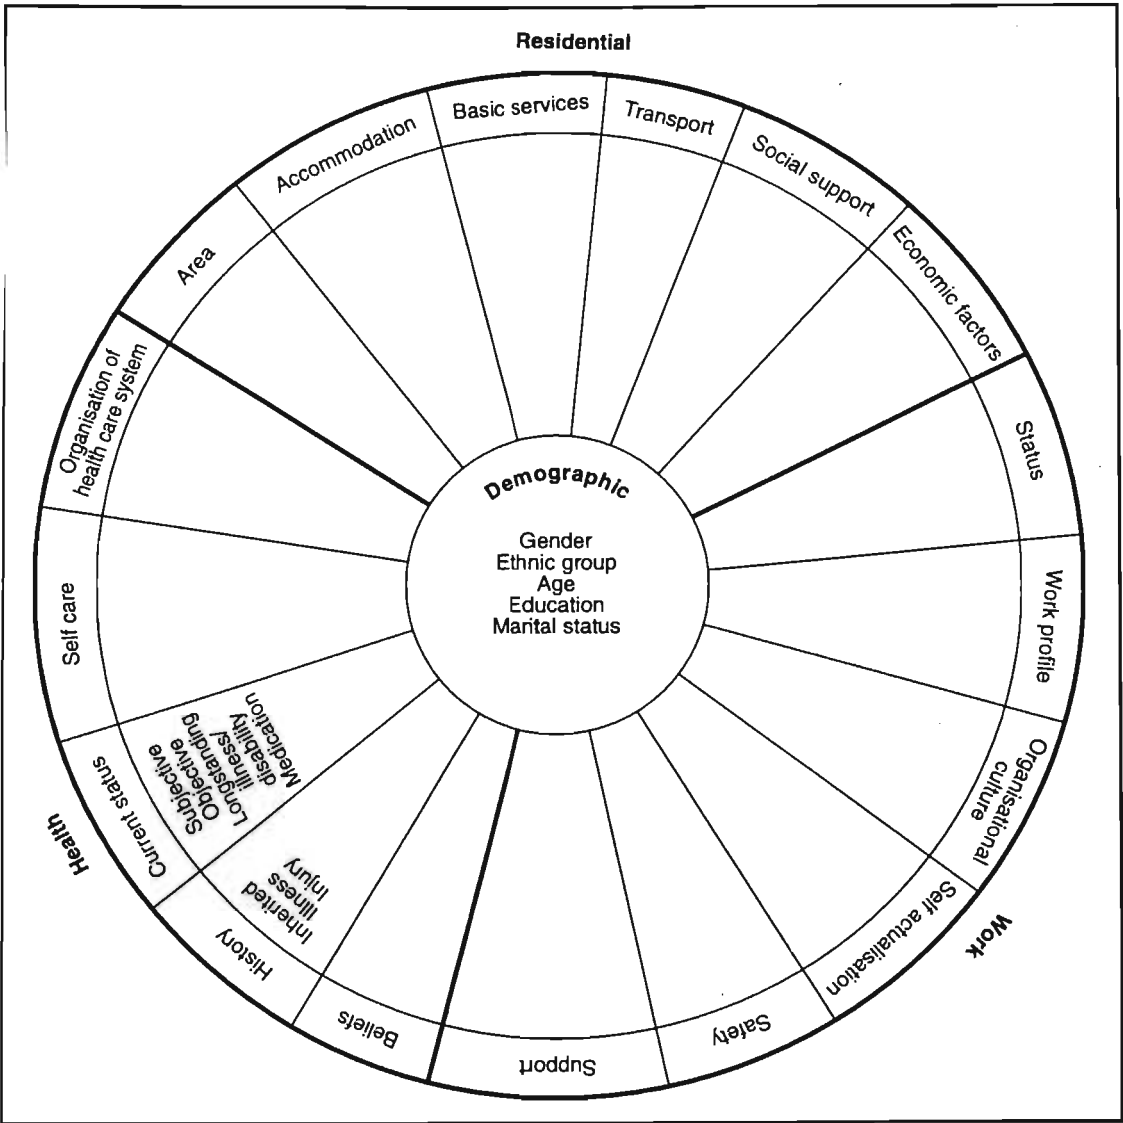 Residential
Area
Accommodation
Basic services
Transport
Social support
Economic factors
Work
Status
Work profile
Organisational
culture
Self actualisation
Safety
Support
Health
Beliefs
History
Inherited
Illness
Injury
Current status
Subjective
Objective
Longstanding
illness/
disability
Medication
Self care
Organisation of
health care system
Demographic
Gender
Ethnic group
Age
Education
Marital status